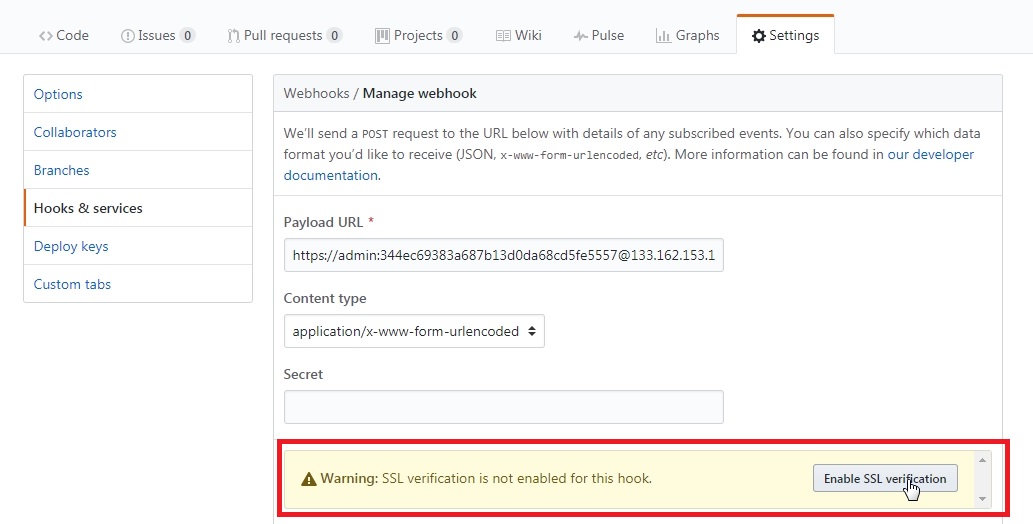 Code Issues 0 Pull requests 0 Projects 0 Wiki Pulse Graphs Settings
Options
Collaborators
Branches
Hooks & services
Deploy keys
Custom tabs
Webhooks / Manage webhook
We'll send a POST request to the URL below with details of any subscribed events. You can also specify which data
format you'd like to receive (JSON, x-www-form-urlencoded, etc). More information can be found in our developer
documentation.
Payload URL *
https://admin:344ec69383a687b13d0da68cd5fe5557@133.162.153.1
Content type
application/x-www-form-urlencoded
Secret
Warning: SSL verification is not enabled for this hook.
Enable SSL verification